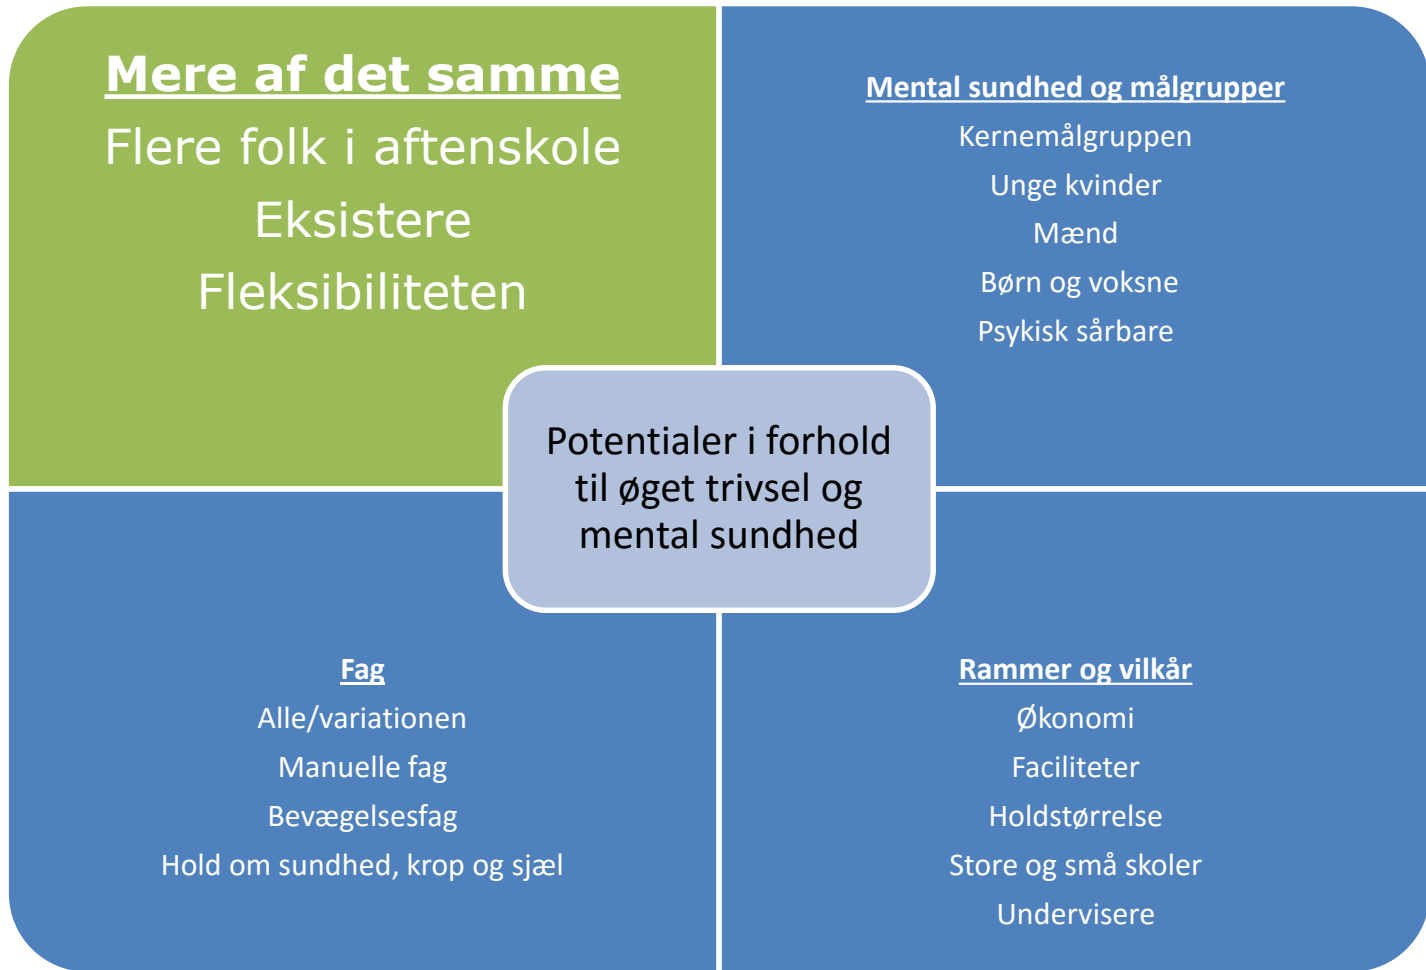 Mere af det samme
Flere folk i aftenskole
Eksistere
Fleksibiliteten
Mental sundhed og målgrupper
Kernemålgruppen
Unge kvinder
Mænd
Børn og voksne
Psykisk sårbare
Potentialer i forhold
til øget trivsel og
mental sundhed
Fag
Alle/variationen
Manuelle fag
Bevægelsesfag
Hold om sundhed, krop og sjæl
Rammer og vilkår
Økonomi
Faciliteter
Holdstørrelse
Store og små skoler
Undervisere